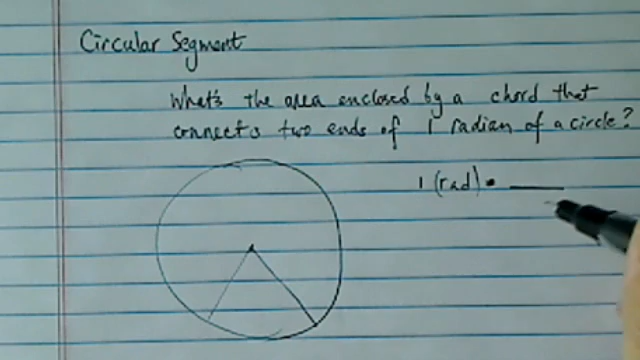 Circular Segment
What's the area enclosed by a chord that
connects two ends of 1 radian of a circle?
1 (rad) •